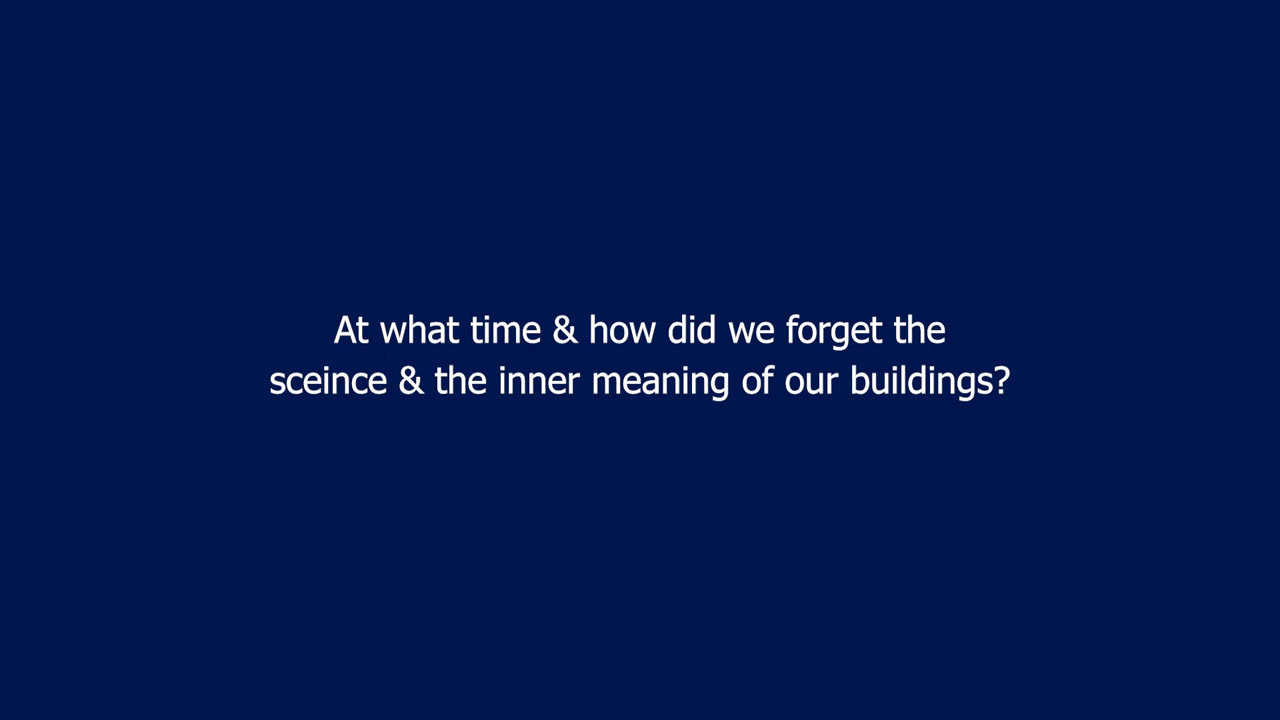 At what time & how did we forget the
sceince & the inner meaning of our buildings?